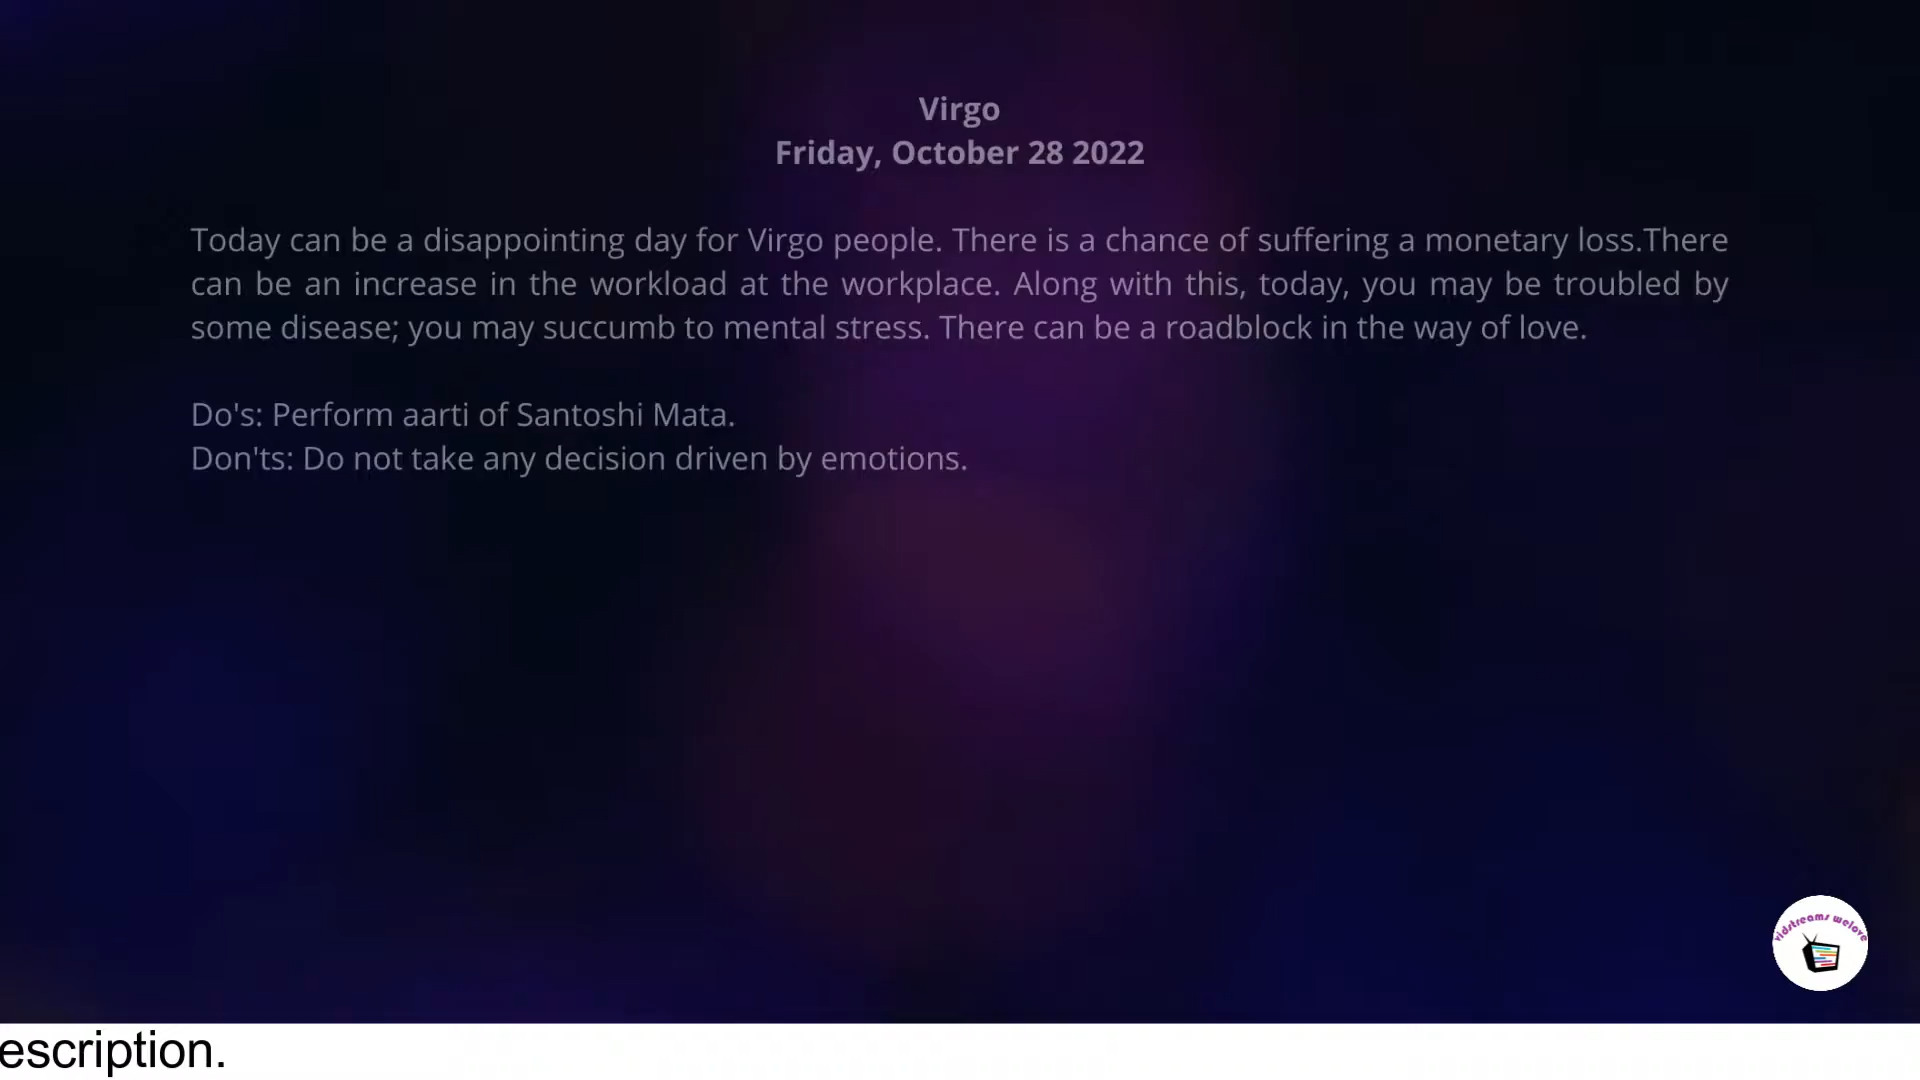 Virgo
Friday, October 28 2022
Today can be a disappointing day for Virgo people. There is a chance of suffering a monetary loss.There
can be an increase in the workload at the workplace. Along with this, today, you may be troubled by
some disease; you may succumb to mental stress. There can be a roadblock in the way of love.
Do's: Perform aarti of Santoshi Mata.
Don'ts: Do not take any decision driven by emotions.
vidstreams welove
escription.